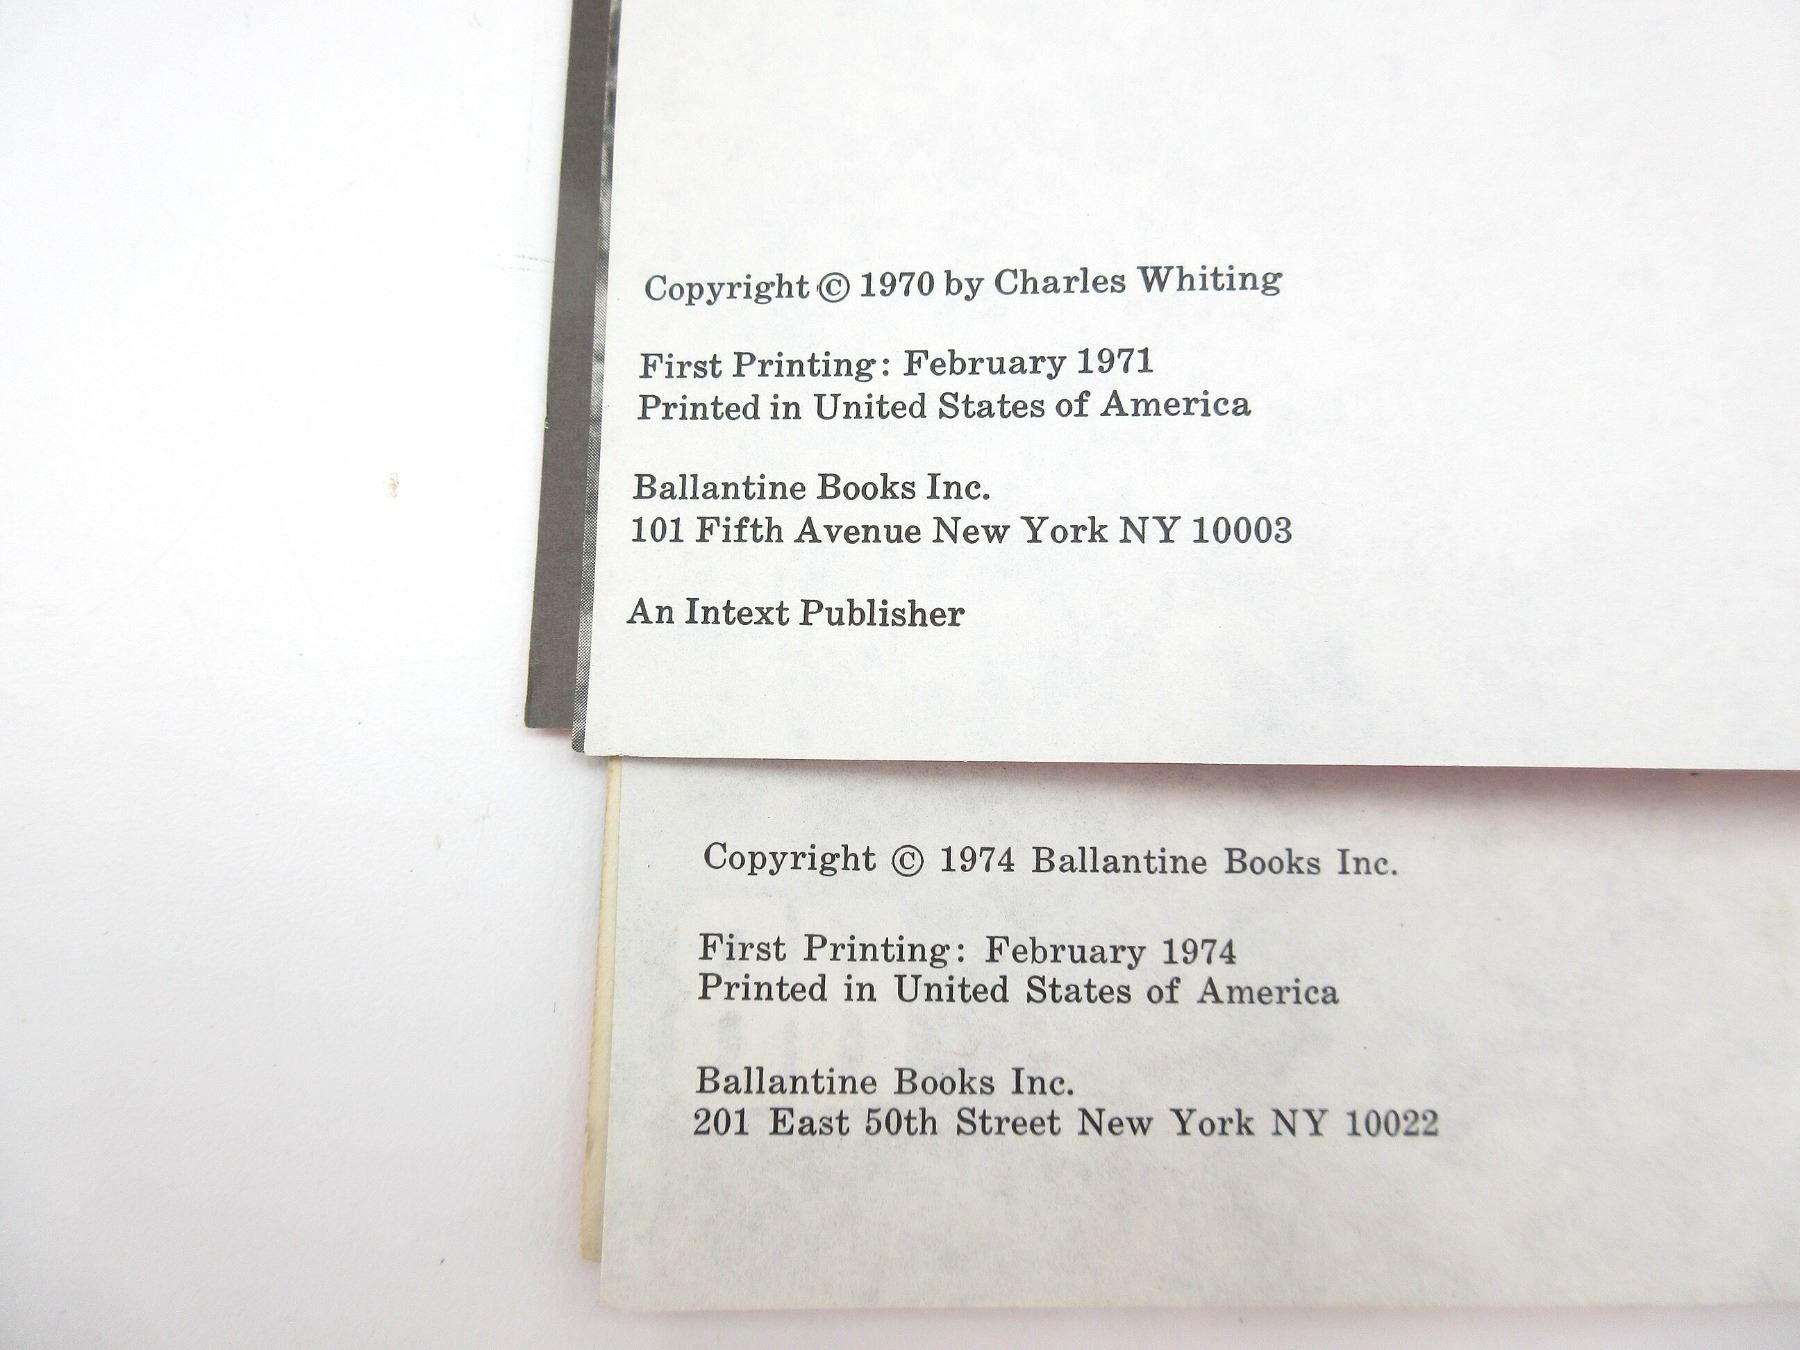 Copyright © 1970 by Charles Whiting
First Printing: February 1971
Printed in United States of America
Ballantine Books Inc.
101 Fifth Avenue New York NY 10003
An Intext Publisher
Copyright © 1974 Ballantine Books Inc.
First Printing: February 1974
Printed in United States of America
Ballantine Books Inc.
201 East 50th Street New York NY 10022